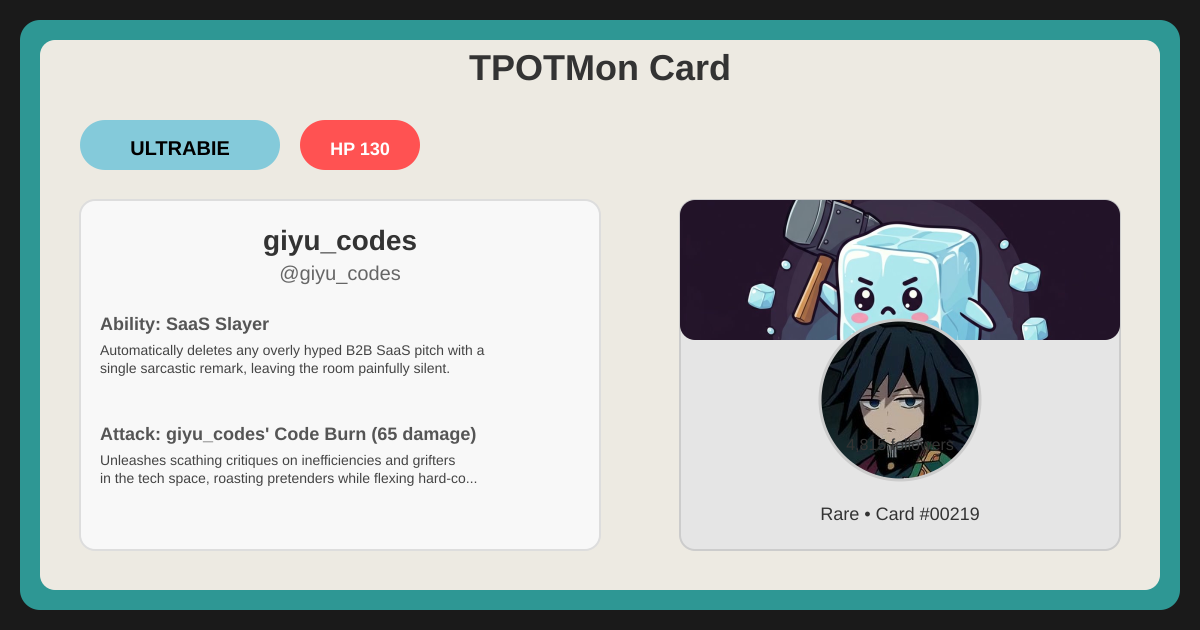 TPOTMon Card
ULTRABIE
HP 130
giyu_codes
@giyu_codes
Ability: SaaS Slayer
Automatically deletes any overly hyped B2B SaaS pitch with a
single sarcastic remark, leaving the room painfully silent.
Attack: giyu_codes' Code Burn (65 damage)
Unleashes scathing critiques on inefficiencies and grifters
in the tech space, roasting pretenders while flexing hard-co...
followers
Rare • Card #00219